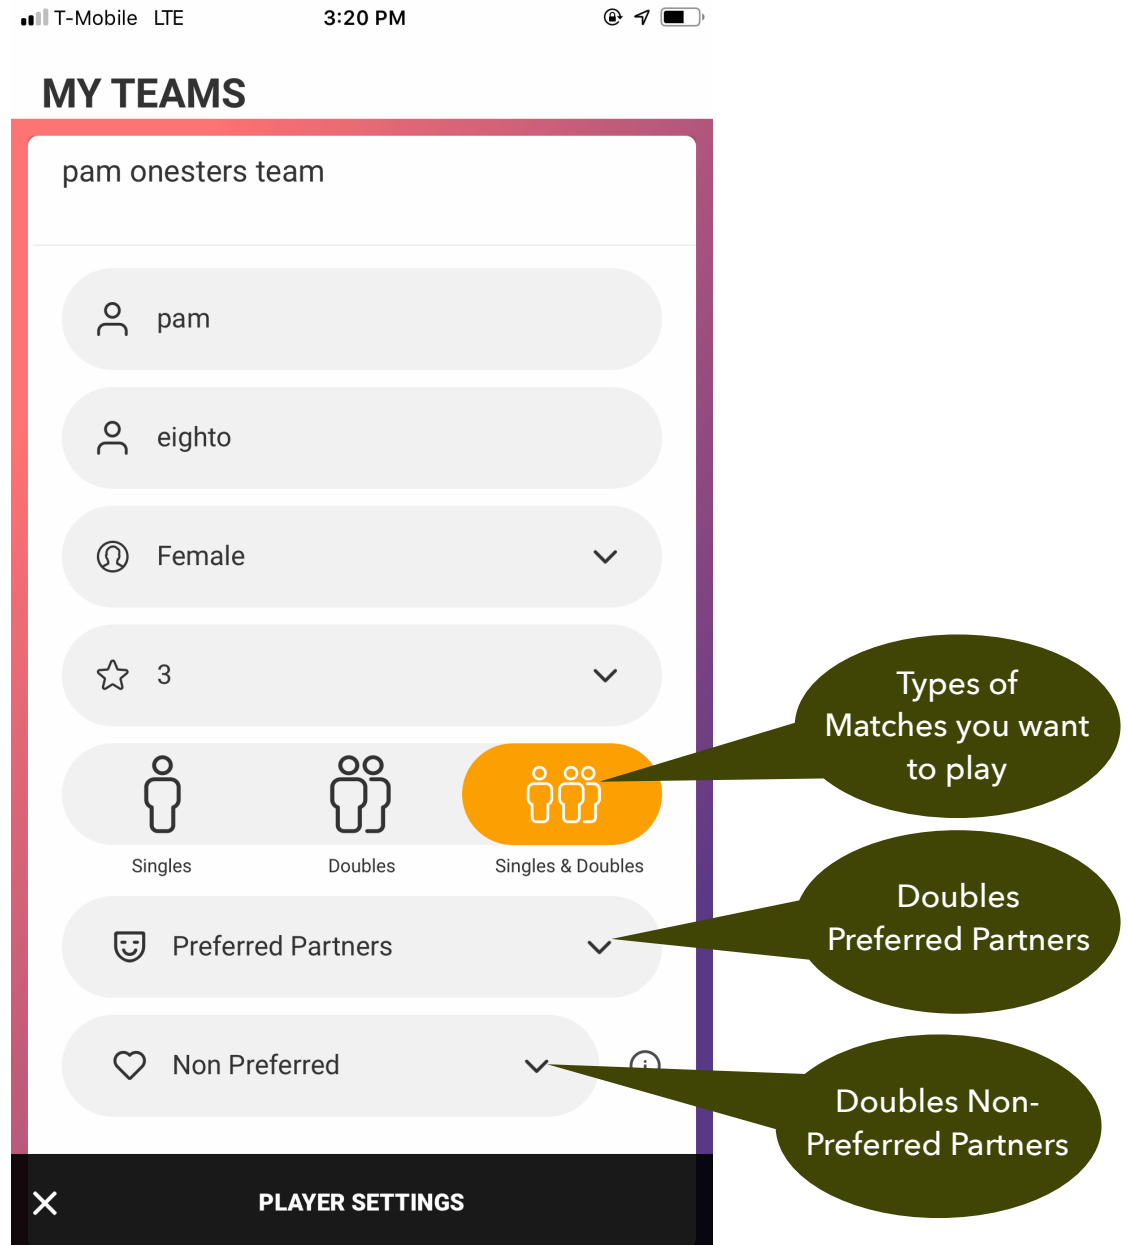 T-Mobile LTE 3:20 PM
MY TEAMS
pam onesters team
pam
eighto
Female
3
Singles Doubles Singles & Doubles
Preferred Partners
Non Preferred
PLAYER SETTINGS
Types of
Matches you want
to play
Doubles
Preferred Partners
Doubles Non-
Preferred Partners